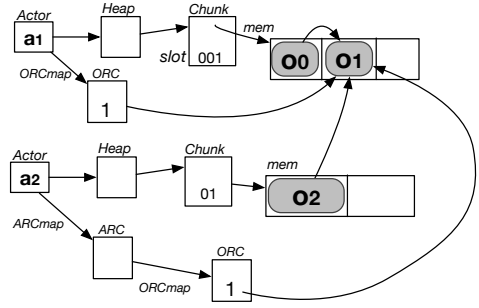 Actor Heap Chunk
a1 slot 001 mem
O0 O1
ORCmap ORC
1
Actor Heap Chunk mem
a2 01 O2
ARCmap ARC ORC
ORCmap 1